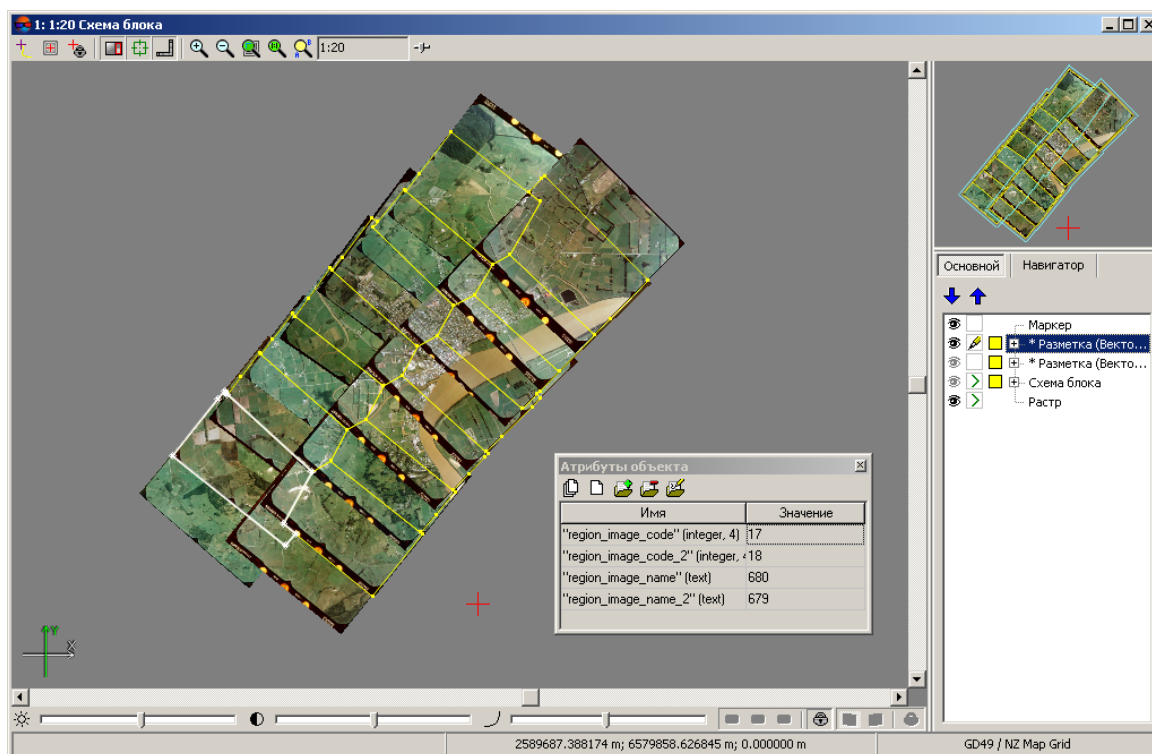 1: 1:20 Схема блока
1:20
Основной
Навигатор
Маркер
* Разметка (Векто...
* Разметка (Векто...
Схема блока
Растр
Атрибуты объекта
Имя Значение
"region_image_code" (integer, 4) 17
"region_image_code_2" (integer, 18
"region_image_name" (text) 680
"region_image_name_2" (text) 679
Y
X
2589687.388174 m; 6579858.626845 m; 0.000000 m
GD49 / NZ Map Grid